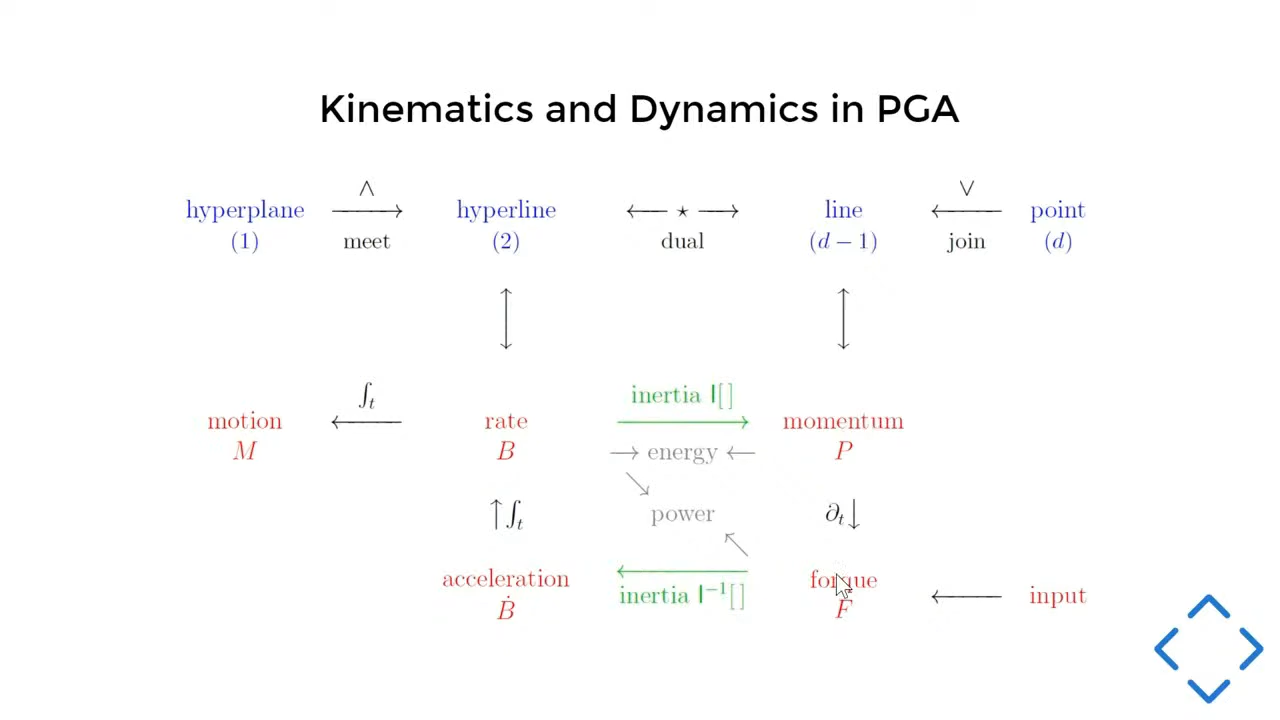 Kinematics and Dynamics in PGA
∧ ∨
hyperplane hyperline ⋆ line point
(1) meet (2) dual (d − 1) join (d)
∫t inertia I[ ]
motion rate momentum
M B energy P
∫t power ∂t
acceleration forque
Ḃ inertia I⁻¹[ ] F input